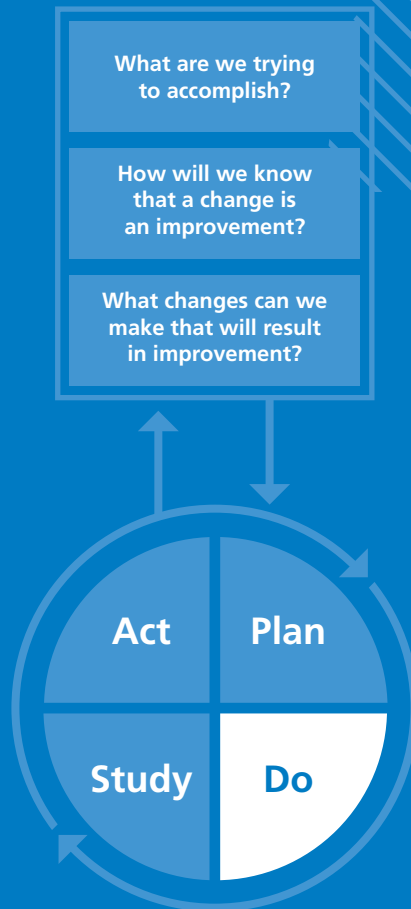 What are we trying
to accomplish?
How will we know
that a change is
an improvement?
What changes can we
make that will result
in improvement?
Act
Plan
Study
Do